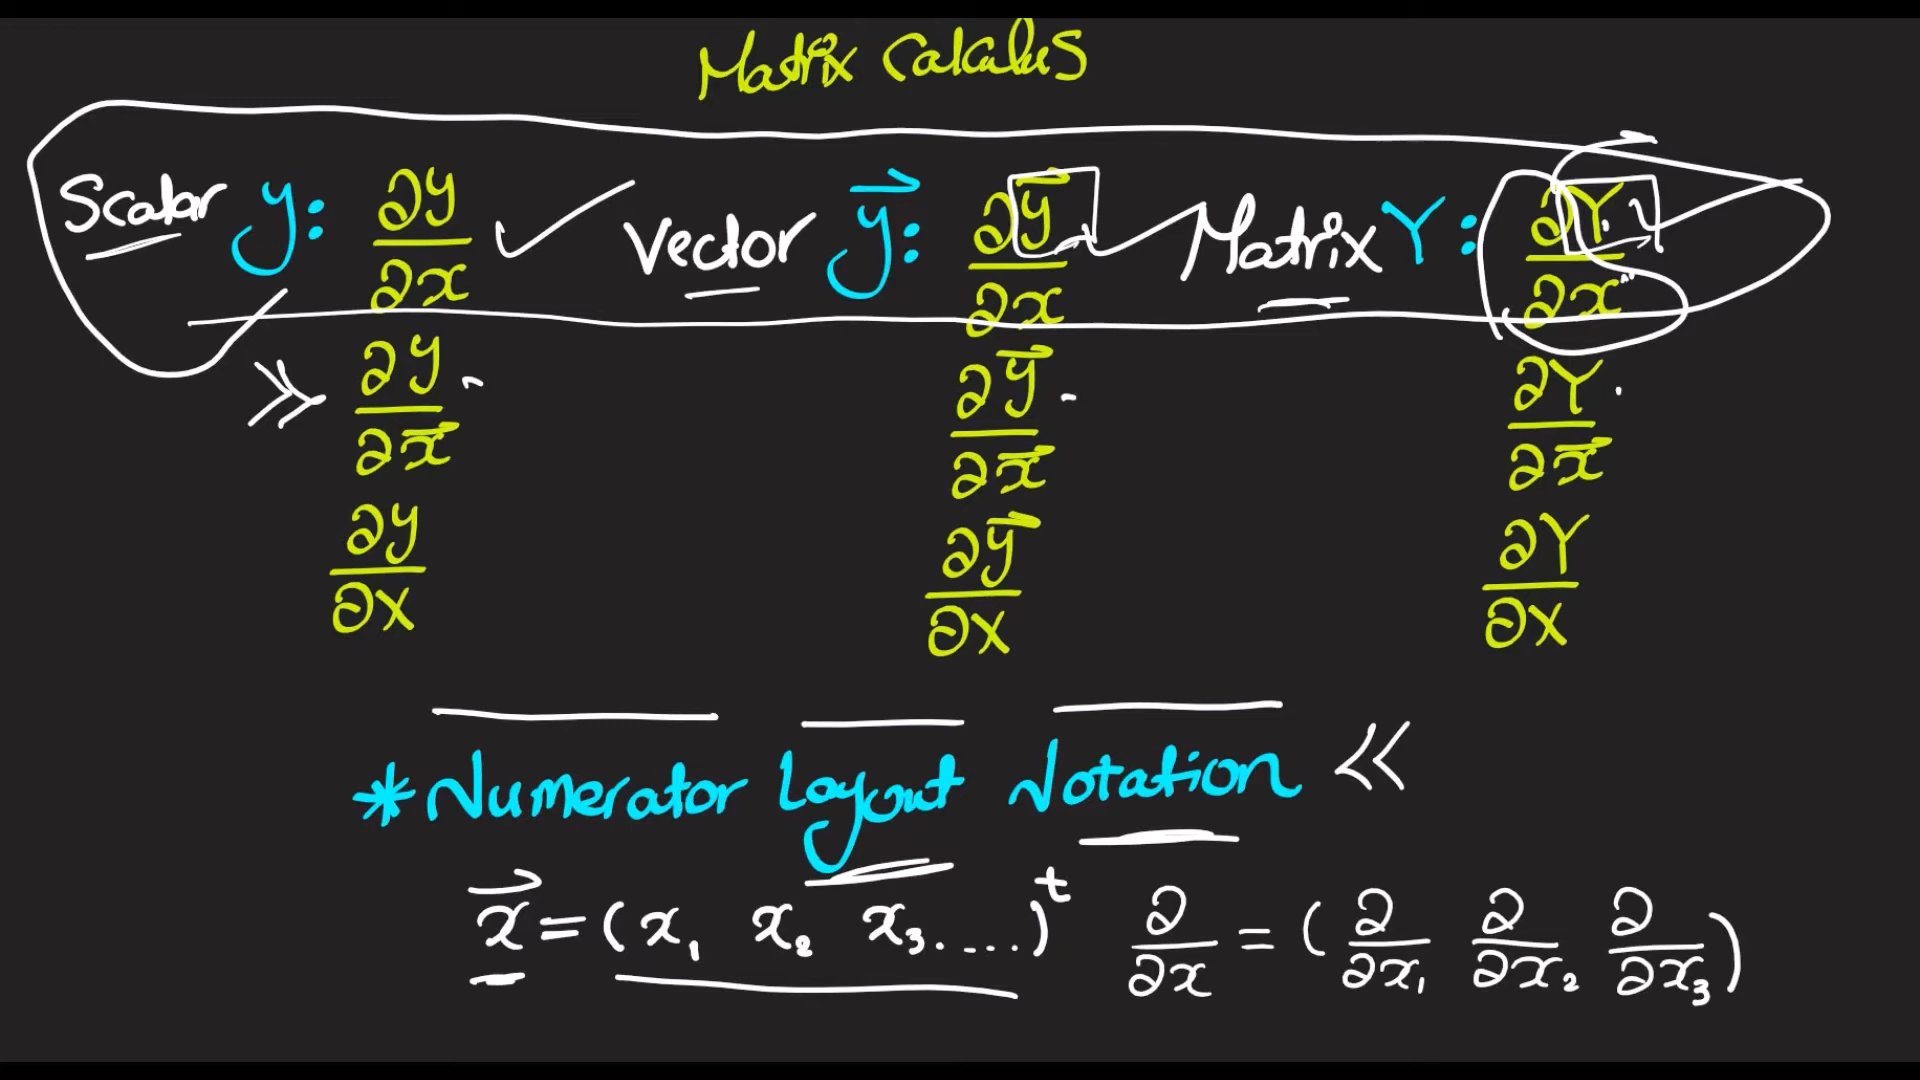 Matrix Calculus
Scalar y: ∂y/∂x Vector y⃗: ∂y⃗/∂x Matrix Y: ∂Y/∂x
>> ∂y/∂x⃗ ∂y⃗/∂x⃗ ∂Y/∂x⃗
∂y/∂X ∂y⃗/∂X ∂Y/∂X
*Numerator Layout Notation <<
x⃗ = (x₁ x₂ x₃....)ᵗ ∂/∂x = (∂/∂x₁ ∂/∂x₂ ∂/∂x₃)